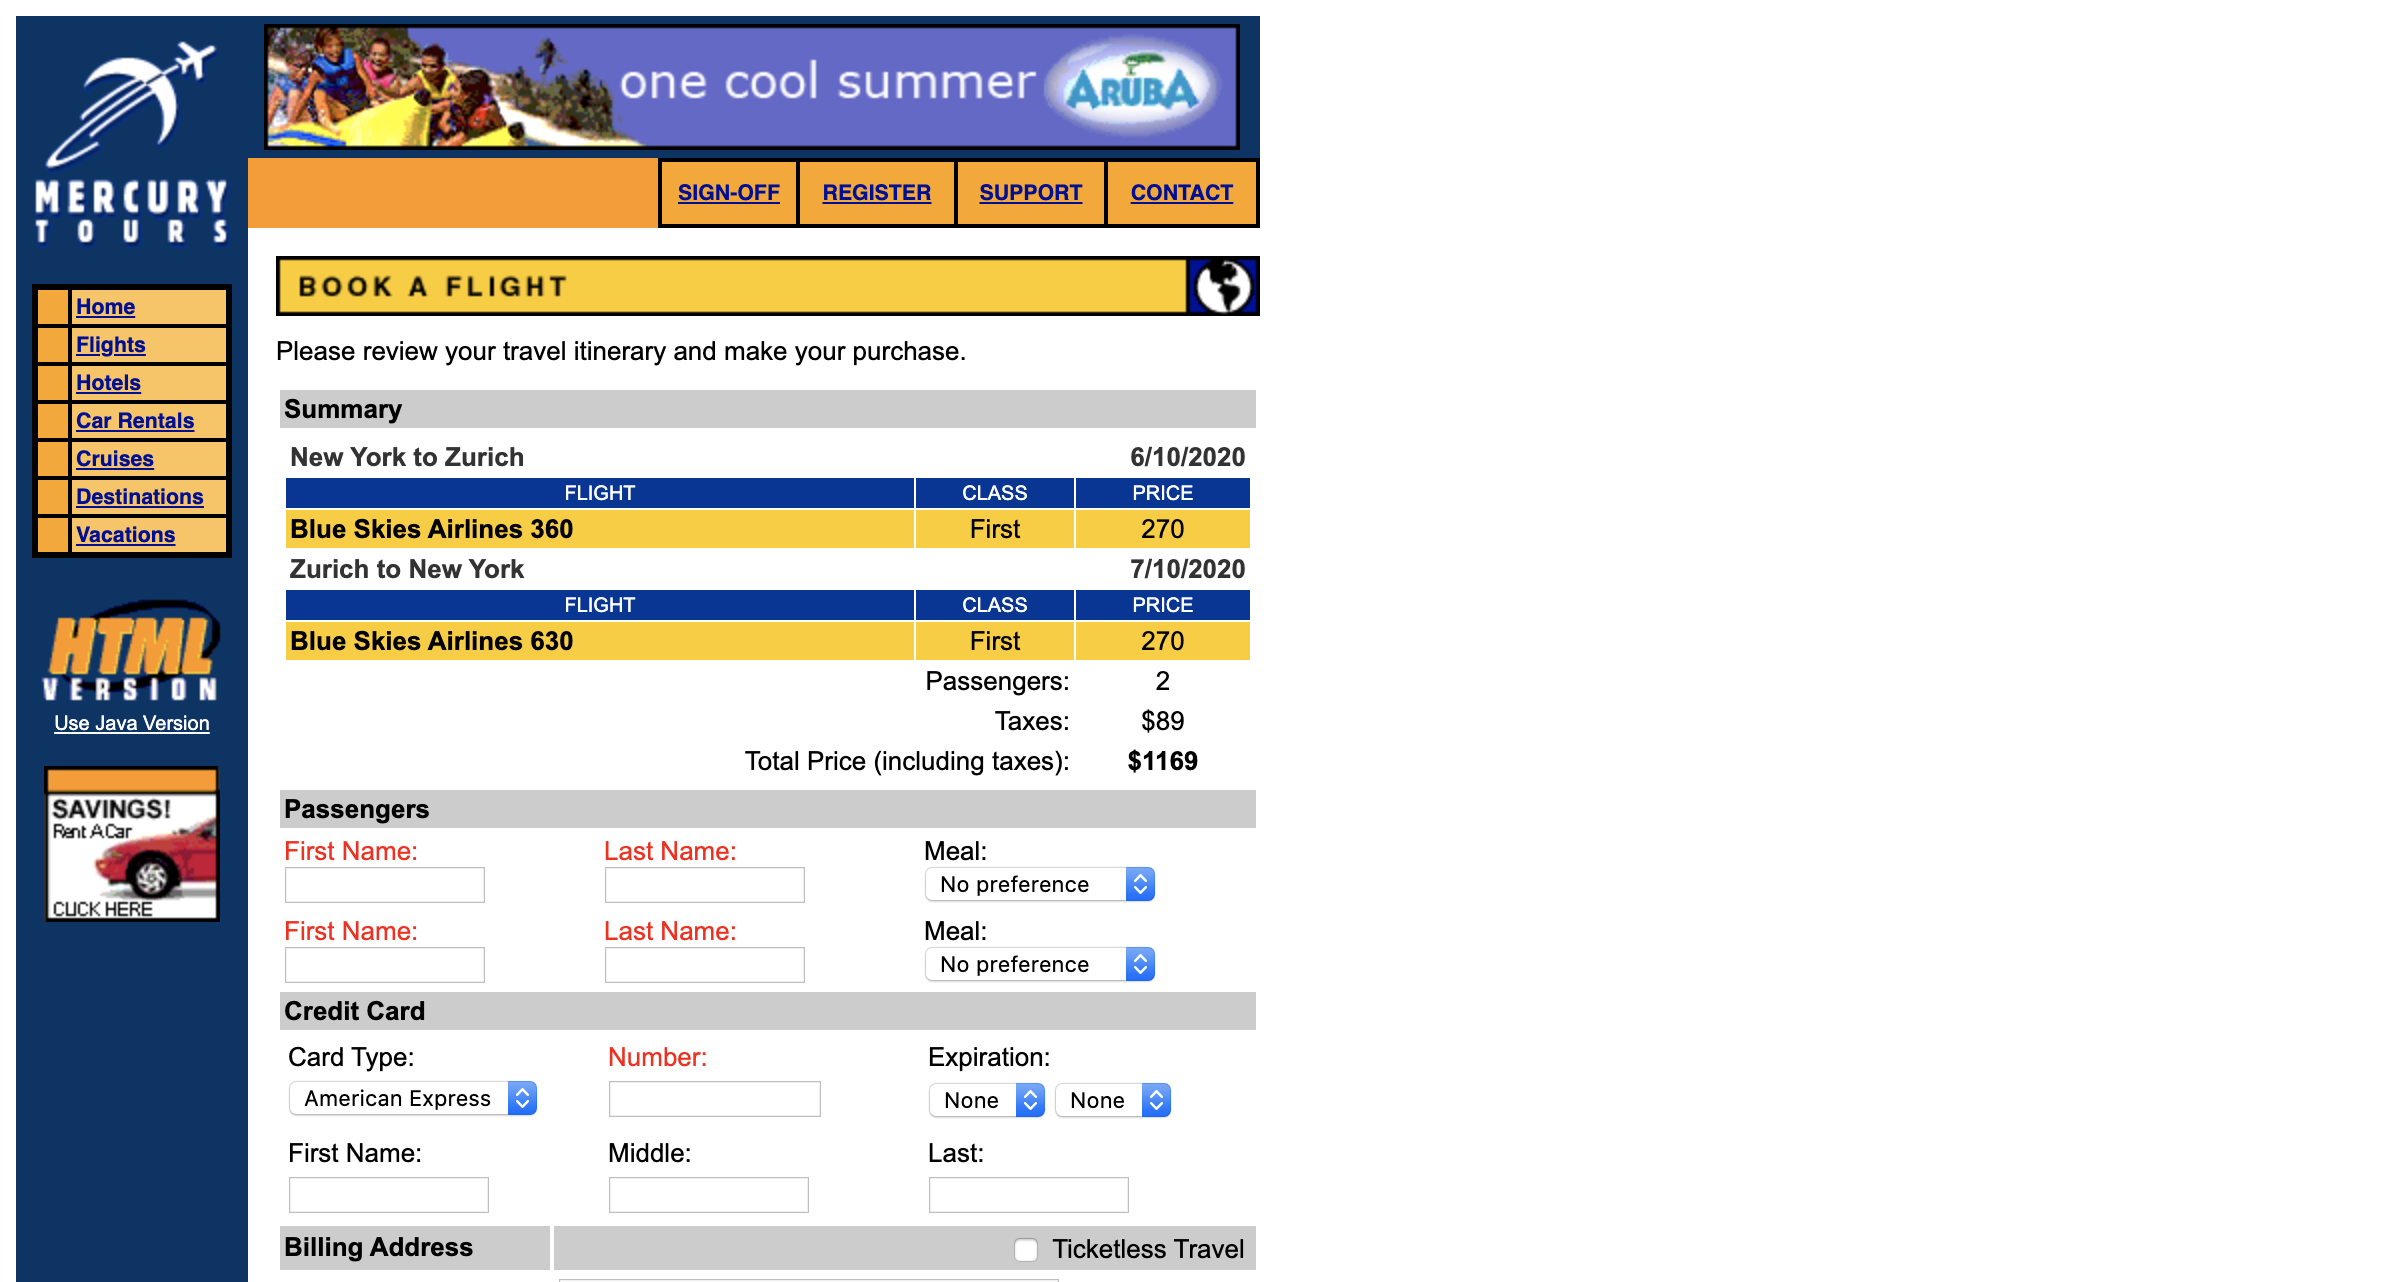 one cool summer ARUBA
MERCURY
TOURS
SIGN-OFF REGISTER SUPPORT CONTACT
Home
Flights
Hotels
Car Rentals
Cruises
Destinations
Vacations
HTML
VERSION
Use Java Version
SAVINGS!
Rent A Car
CLICK HERE
BOOK A FLIGHT
Please review your travel itinerary and make your purchase.
Summary
New York to Zurich 6/10/2020
FLIGHT CLASS PRICE
Blue Skies Airlines 360 First 270
Zurich to New York 7/10/2020
FLIGHT CLASS PRICE
Blue Skies Airlines 630 First 270
Passengers: 2
Taxes: $89
Total Price (including taxes): $1169
Passengers
First Name: Last Name: Meal:
No preference
First Name: Last Name: Meal:
No preference
Credit Card
Card Type: Number: Expiration:
American Express None None
First Name: Middle: Last:
Billing Address Ticketless Travel